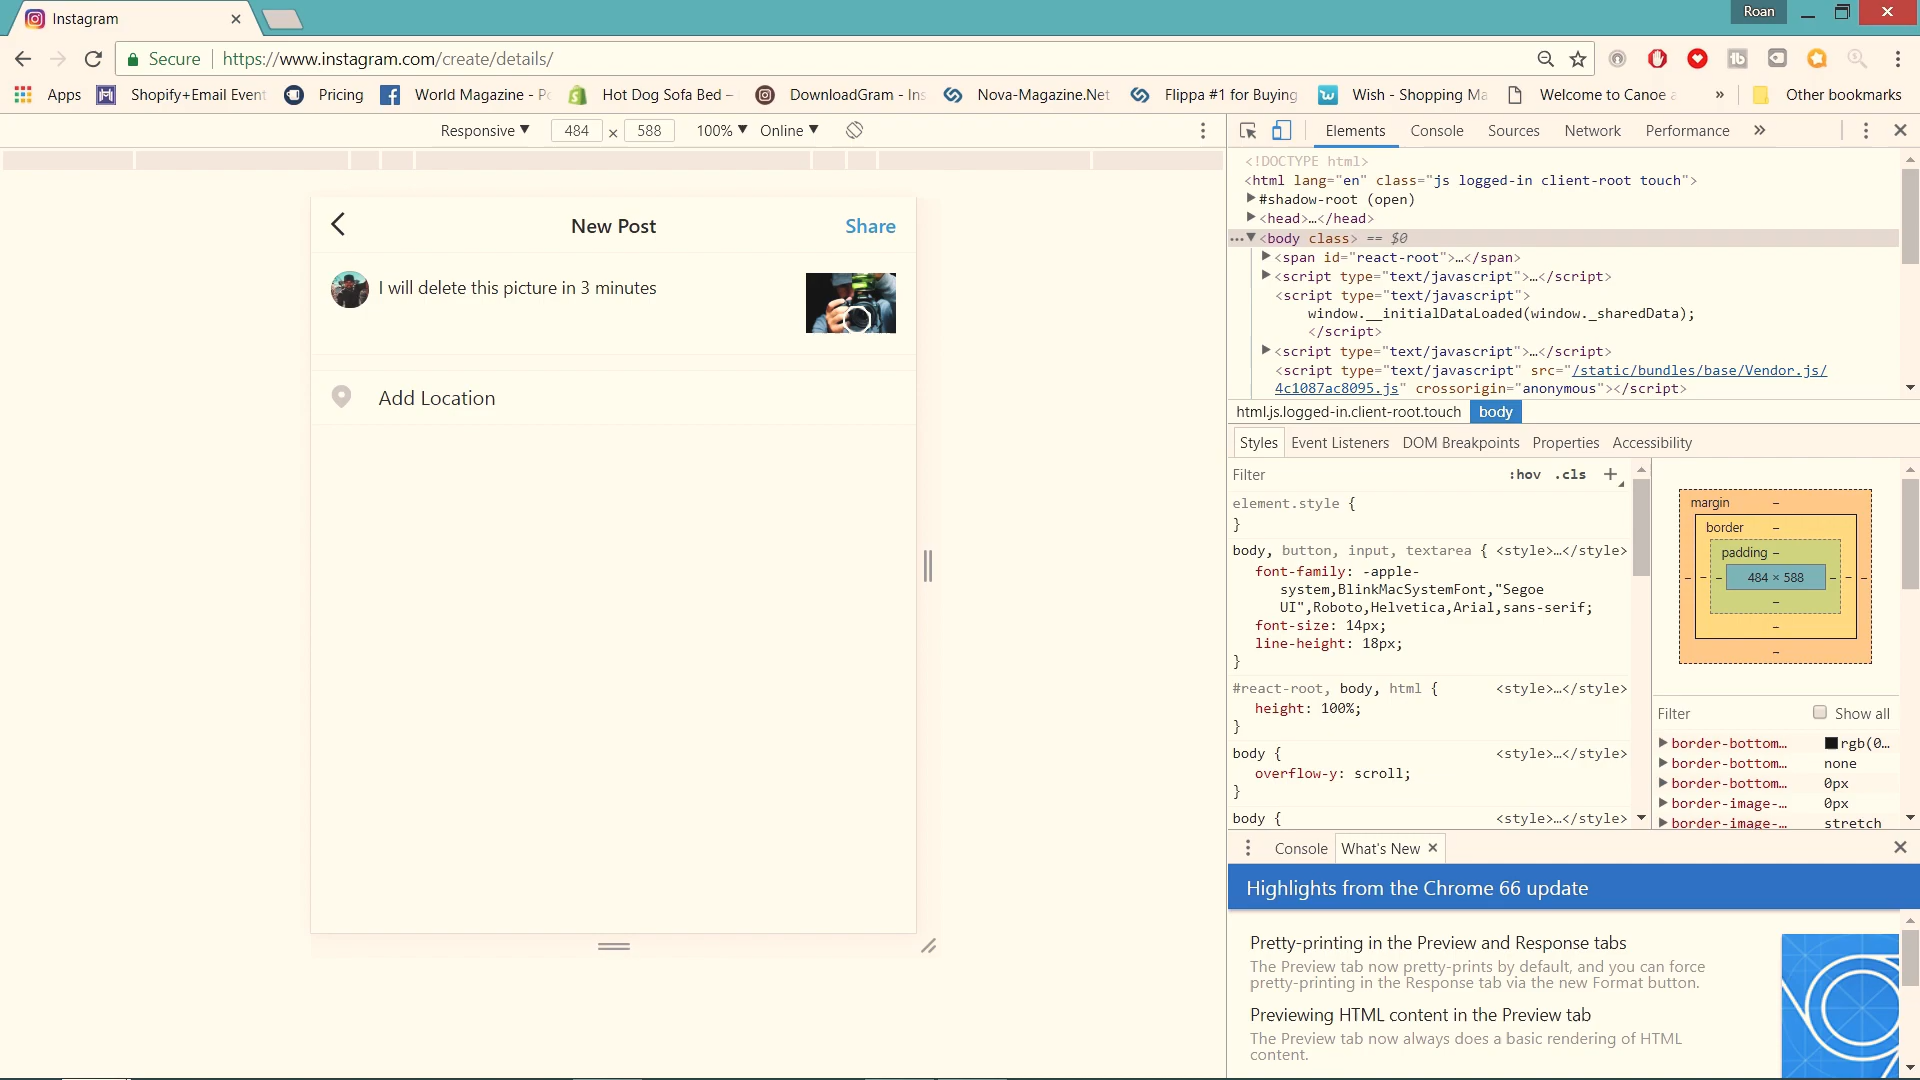 Instagram
Roan
Secure https://www.instagram.com/create/details/
Apps Shopify+Email Event Pricing World Magazine - Po Hot Dog Sofa Bed – DownloadGram - Ins Nova-Magazine.Net Flippa #1 for Buying Wish - Shopping Ma Welcome to Canoe » Other bookmarks
Responsive 484 × 588 100% Online
Elements Console Sources Network Performance »
<!DOCTYPE html>
<html lang="en" class="js logged-in client-root touch">
#shadow-root (open)
<head>…</head>
<body class> == $0
<span id="react-root">…</span>
<script type="text/javascript">…</script>
<script type="text/javascript">
window.__initialDataLoaded(window._sharedData);
</script>
<script type="text/javascript">…</script>
<script type="text/javascript" src="/static/bundles/base/Vendor.js/
4c1087ac8095.js" crossorigin="anonymous"></script>
html.js.logged-in.client-root.touch body
New Post Share
I will delete this picture in 3 minutes
Add Location
Styles Event Listeners DOM Breakpoints Properties Accessibility
Filter :hov .cls +
element.style {
}
body, button, input, textarea { <style>…</style>
font-family: -apple-
system,BlinkMacSystemFont,"Segoe
UI",Roboto,Helvetica,Arial,sans-serif;
font-size: 14px;
line-height: 18px;
}
#react-root, body, html { <style>…</style>
height: 100%;
}
body { <style>…</style>
overflow-y: scroll;
}
body { <style>…</style>
margin –
border –
padding –
– – – 484 × 588 – – –
–
–
–
Filter Show all
border-bottom… rgb(0…
border-bottom… none
border-bottom… 0px
border-image-… 0px
border-image-… stretch
Console What's New
Highlights from the Chrome 66 update
Pretty-printing in the Preview and Response tabs
The Preview tab now pretty-prints by default, and you can force
pretty-printing in the Response tab via the new Format button.
Previewing HTML content in the Preview tab
The Preview tab now always does a basic rendering of HTML
content.